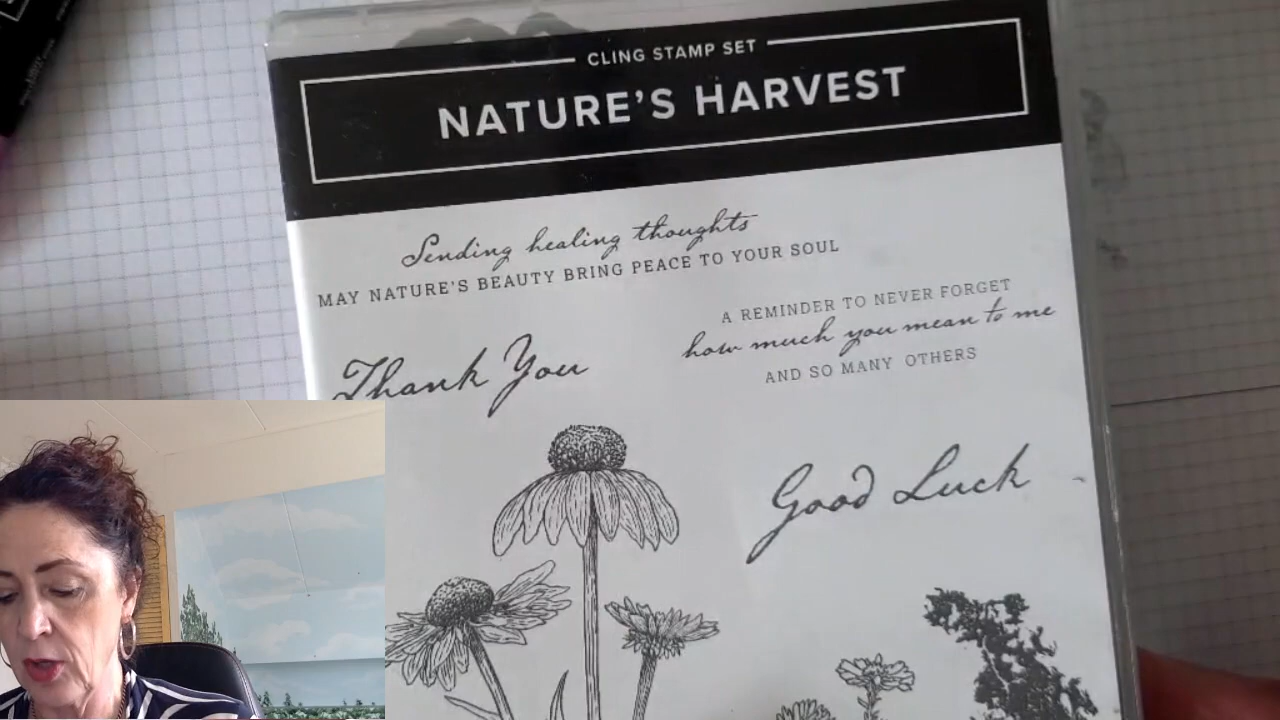 CLING STAMP SET
NATURE'S HARVEST
Sending healing thoughts
MAY NATURE'S BEAUTY BRING PEACE TO YOUR SOUL
A REMINDER TO NEVER FORGET
how much you mean to me
AND SO MANY OTHERS
Thank You
Good Luck